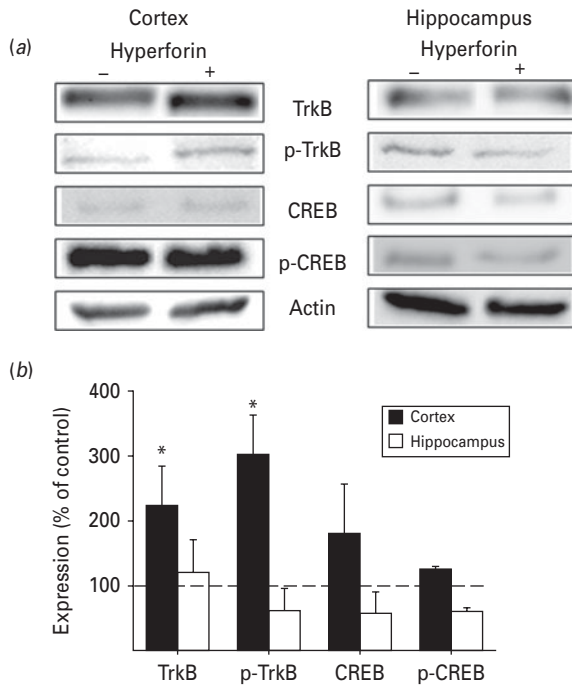 Cortex
Hippocampus
(a)
Hyperforin
Hyperforin
– +
– +
TrkB
p-TrkB
CREB
p-CREB
Actin
(b)
400
300
200
100
Expression (% of control)
* *
Cortex
Hippocampus
0
TrkB p-TrkB CREB p-CREB